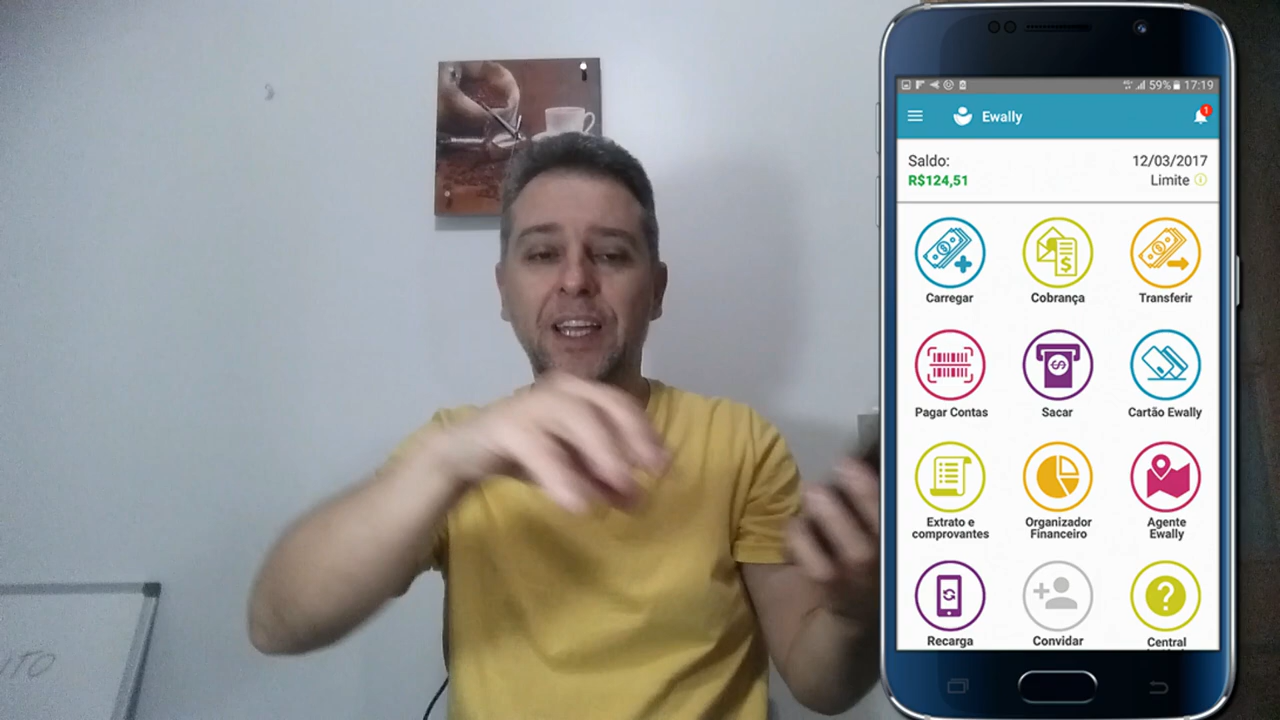 59% 17:19
Ewally
1
Saldo:
12/03/2017
R$124,51
Limite
Carregar
Cobrança
Transferir
Pagar Contas
Sacar
Cartão Ewally
Extrato e
comprovantes
Organizador
Financeiro
Agente
Ewally
Recarga
Convidar
Central